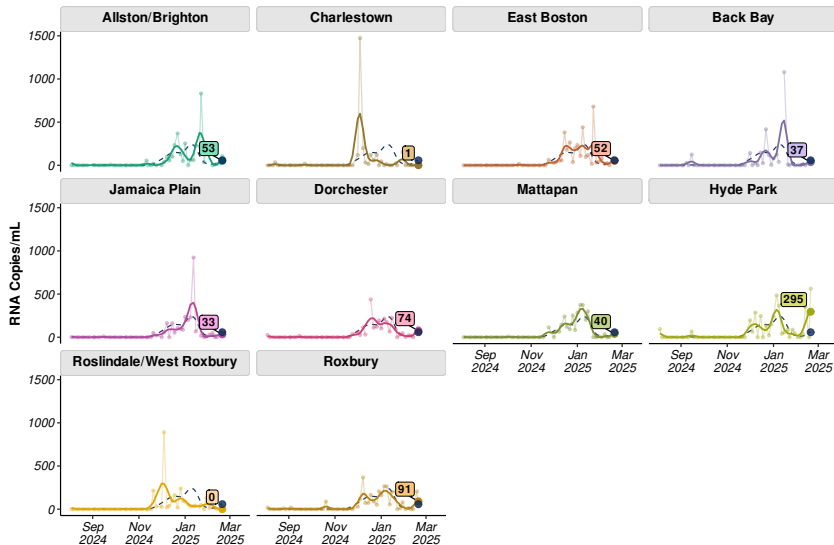 Allston/Brighton Charlestown East Boston Back Bay
1500
1000
500
0
53 1 52 37
Jamaica Plain Dorchester Mattapan Hyde Park
1500
1000
500
0
33 74 40 295
RNA Copies/mL
Sep 2024 Nov 2024 Jan 2025 Mar 2025 Sep 2024 Nov 2024 Jan 2025 Mar 2025
Roslindale/West Roxbury Roxbury
1500
1000
500
0
0 91
Sep 2024 Nov 2024 Jan 2025 Mar 2025 Sep 2024 Nov 2024 Jan 2025 Mar 2025